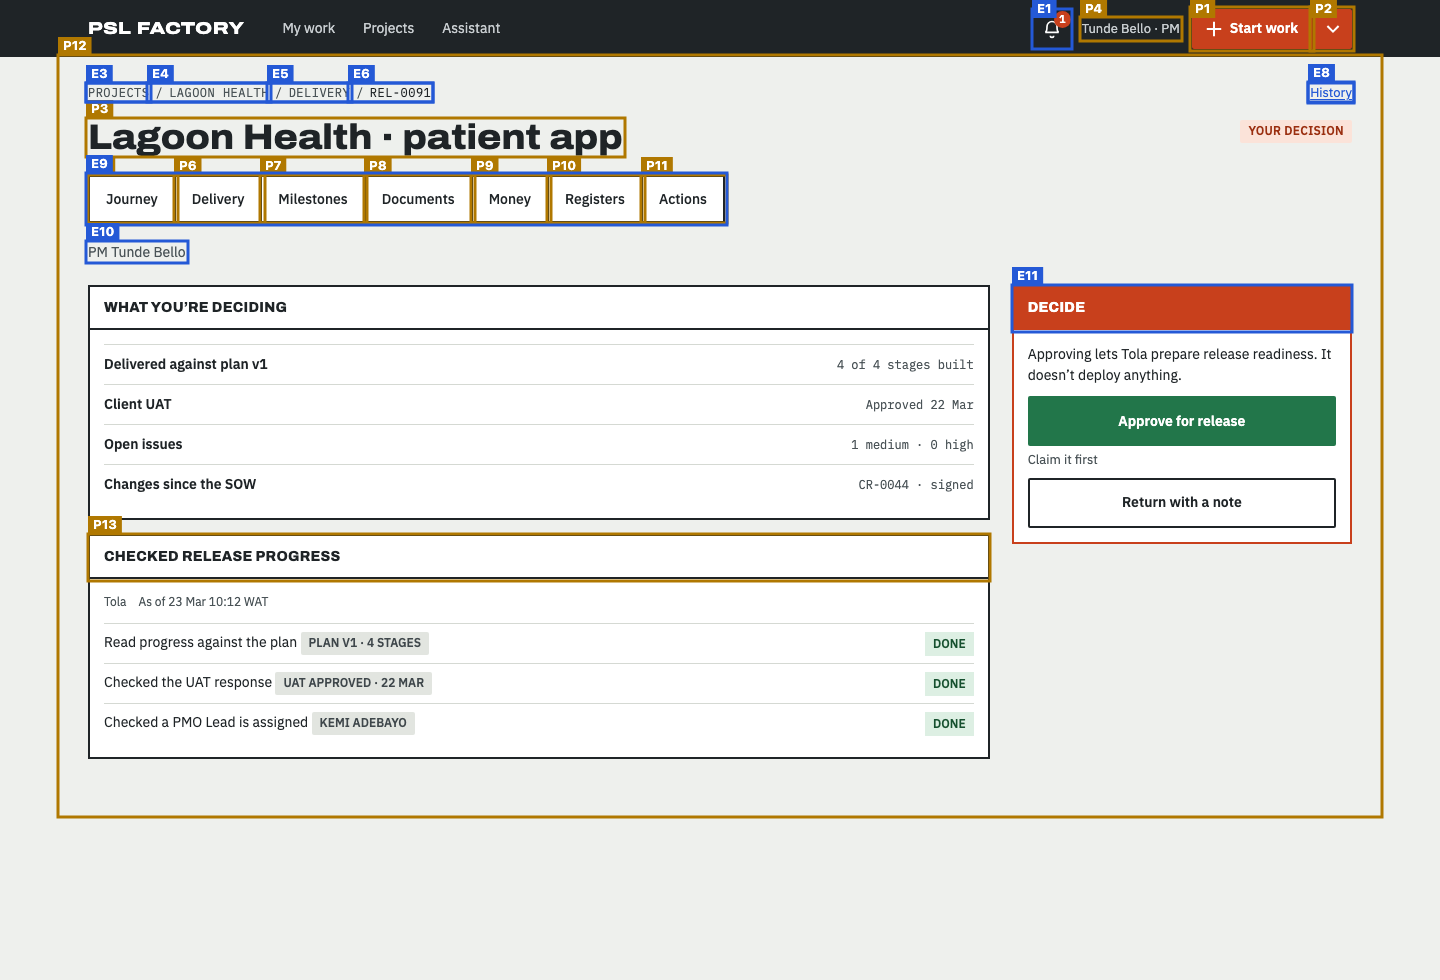 PSL FACTORY My work Projects Assistant E1 1 P4 Tunde Bello · PM P1 Start work P2
P12
E3 E4 E5 E6 E8
PROJECTS / LAGOON HEALTH / DELIVERY / REL-0091 History
P3
Lagoon Health · patient app YOUR DECISION
E9 P6 P7 P8 P9 P10 P11
Journey Delivery Milestones Documents Money Registers Actions
E10
PM Tunde Bello
WHAT YOU’RE DECIDING
Delivered against plan v1 4 of 4 stages built
Client UAT Approved 22 Mar
Open issues 1 medium · 0 high
Changes since the SOW CR-0044 · signed
P13
CHECKED RELEASE PROGRESS
Tola As of 23 Mar 10:12 WAT
Read progress against the plan PLAN V1 · 4 STAGES DONE
Checked the UAT response UAT APPROVED · 22 MAR DONE
Checked a PMO Lead is assigned KEMI ADEBAYO DONE
E11
DECIDE
Approving lets Tola prepare release readiness. It
doesn’t deploy anything.
Approve for release
Claim it first
Return with a note